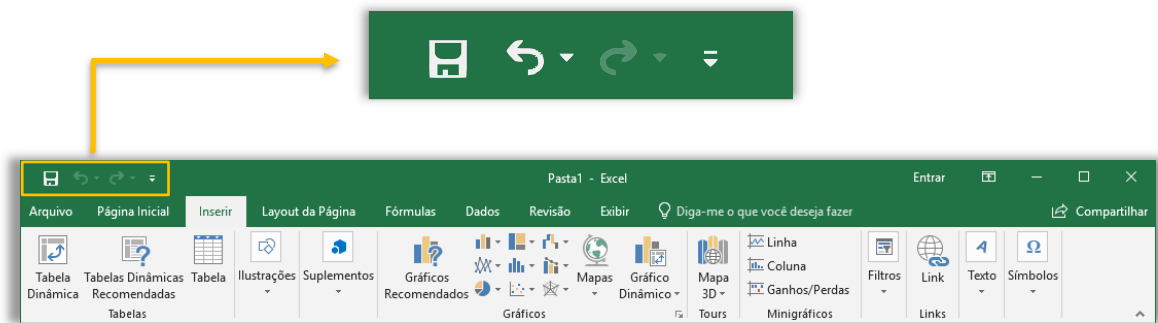 Pasta1 - Excel
Entrar
Arquivo Página Inicial Inserir Layout da Página Fórmulas Dados Revisão Exibir Diga-me o que você deseja fazer Compartilhar
Tabela Dinâmica
Tabelas Dinâmicas Recomendadas
Tabela
Tabelas
Ilustrações
Suplementos
Gráficos Recomendados
Mapas
Gráfico Dinâmico
Gráficos
Mapa 3D
Tours
Linha
Coluna
Ganhos/Perdas
Minigráficos
Filtros
Link
Links
Texto
Símbolos